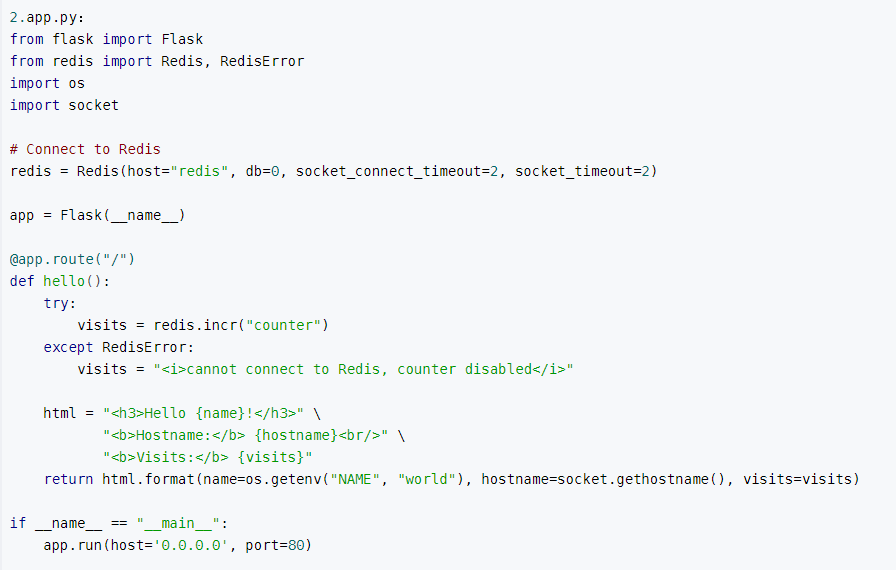 2.app.py:
from flask import Flask
from redis import Redis, RedisError
import os
import socket

# Connect to Redis
redis = Redis(host="redis", db=0, socket_connect_timeout=2, socket_timeout=2)

app = Flask(__name__)

@app.route("/")
def hello():
    try:
        visits = redis.incr("counter")
    except RedisError:
        visits = "<i>cannot connect to Redis, counter disabled</i>"

    html = "<h3>Hello {name}!</h3>" \
           "<b>Hostname:</b> {hostname}<br/>" \
           "<b>Visits:</b> {visits}"
    return html.format(name=os.getenv("NAME", "world"), hostname=socket.gethostname(), visits=visits)

if __name__ == "__main__":
    app.run(host='0.0.0.0', port=80)